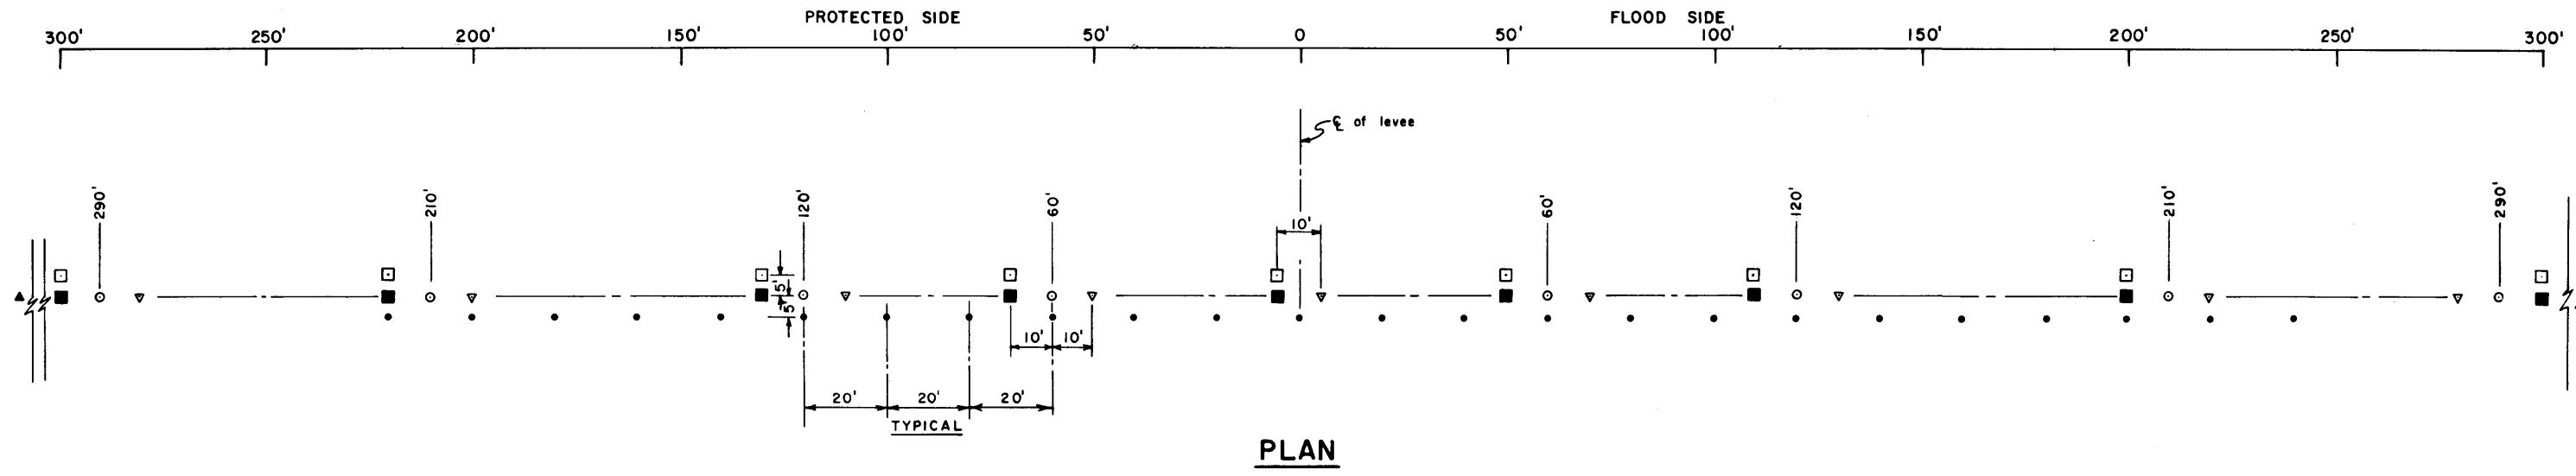 PROTECTED SIDE FLOOD SIDE
300' 250' 200' 150' 100' 50' 0 50' 100' 150' 200' 250' 300'
℄ of levee
290' 210' 120' 60' 60' 120' 210' 290'
10'
5'
5'
10' 10'
20' 20' 20'
TYPICAL
PLAN